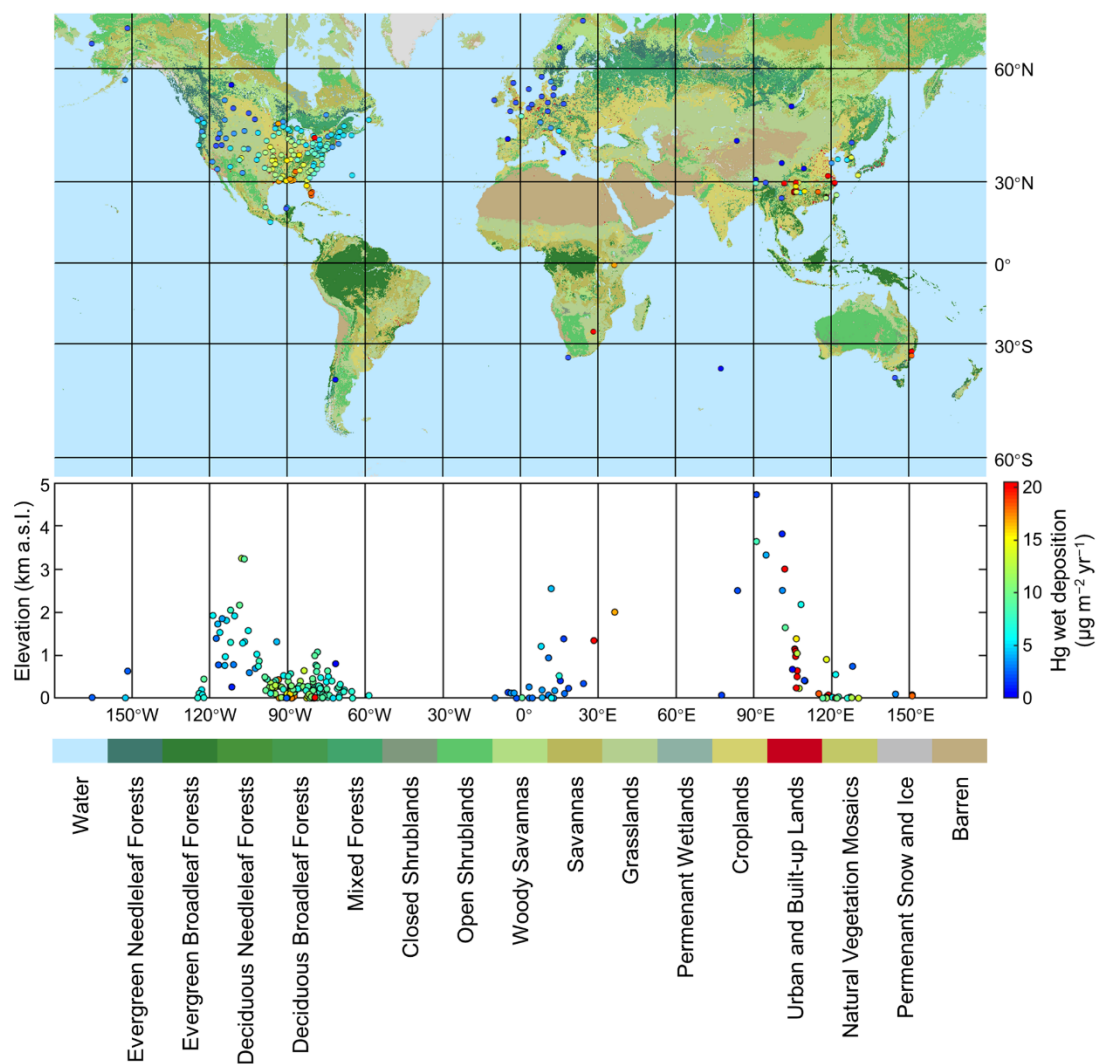 60°N
30°N
0°
30°S
60°S
5
4
3
2
1
0
Elevation (km a.s.l.)
150°W
120°W
90°W
60°W
30°W
0°
30°E
60°E
90°E
120°E
150°E
20
15
10
5
0
Hg wet deposition
(µg m⁻² yr⁻¹)
Water
Evergreen Needleleaf Forests
Evergreen Broadleaf Forests
Deciduous Needleleaf Forests
Deciduous Broadleaf Forests
Mixed Forests
Closed Shrublands
Open Shrublands
Woody Savannas
Savannas
Grasslands
Permenant Wetlands
Croplands
Urban and Built-up Lands
Natural Vegetation Mosaics
Permenant Snow and Ice
Barren